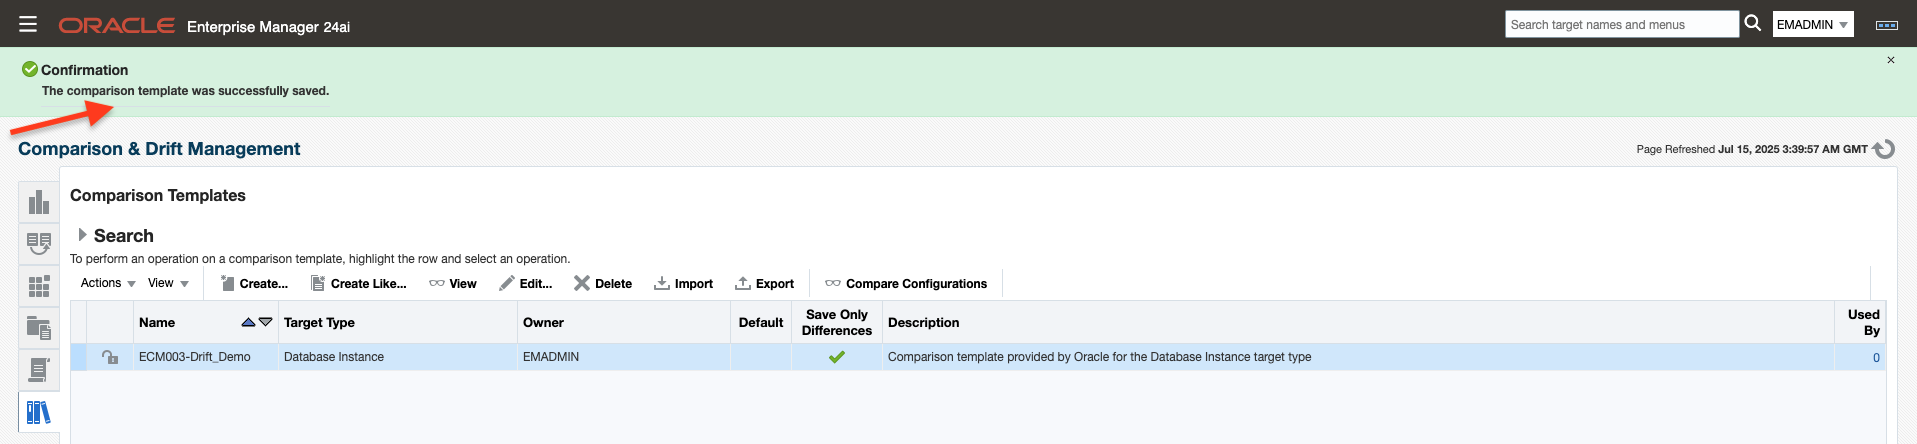 ORACLE Enterprise Manager 24ai
Search target names and menus
EMADMIN
Confirmation
The comparison template was successfully saved.
Comparison & Drift Management
Page Refreshed Jul 15, 2025 3:39:57 AM GMT
Comparison Templates
Search
To perform an operation on a comparison template, highlight the row and select an operation.
Actions View Create... Create Like... View Edit... Delete Import Export Compare Configurations
Name Target Type Owner Default Save Only Differences Description Used By
ECM003-Drift_Demo Database Instance EMADMIN Comparison template provided by Oracle for the Database Instance target type 0